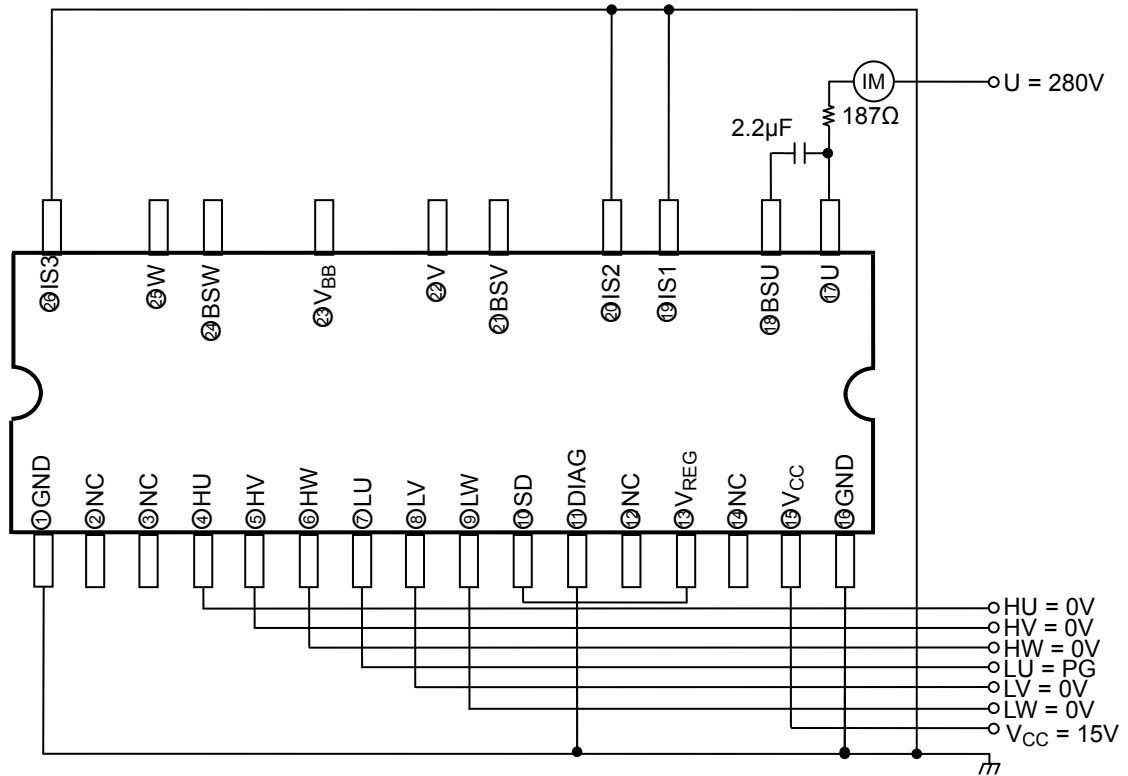 U = 280V
IM
187Ω
2.2μF
㉖IS3
㉕W
㉔BSW
㉓VBB
㉒V
㉑BSV
⑳IS2
⑲IS1
⑱BSU
⑰U
①GND
②NC
③NC
④HU
⑤HV
⑥HW
⑦LU
⑧LV
⑨LW
⑩SD
⑪DIAG
⑫NC
⑬VREG
⑭NC
⑮VCC
⑯GND
HU = 0V
HV = 0V
HW = 0V
LU = PG
LV = 0V
LW = 0V
VCC = 15V